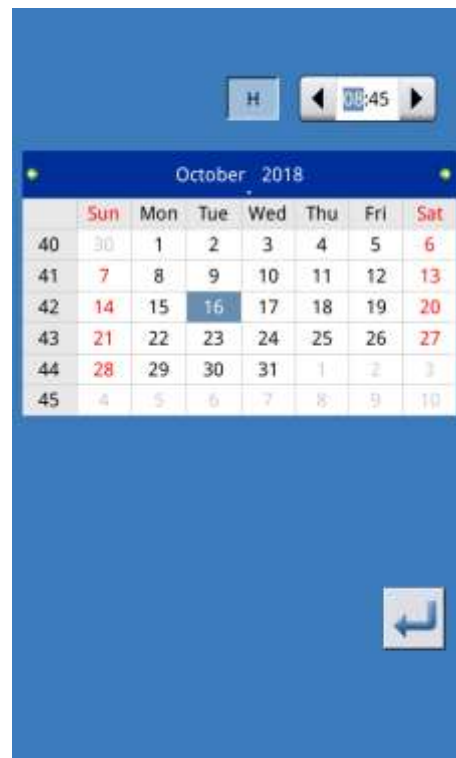 H 08:45
October 2018
Sun Mon Tue Wed Thu Fri Sat
40 30 1 2 3 4 5 6
41 7 8 9 10 11 12 13
42 14 15 16 17 18 19 20
43 21 22 23 24 25 26 27
44 28 29 30 31 1 2 3
45 4 5 6 7 8 9 10